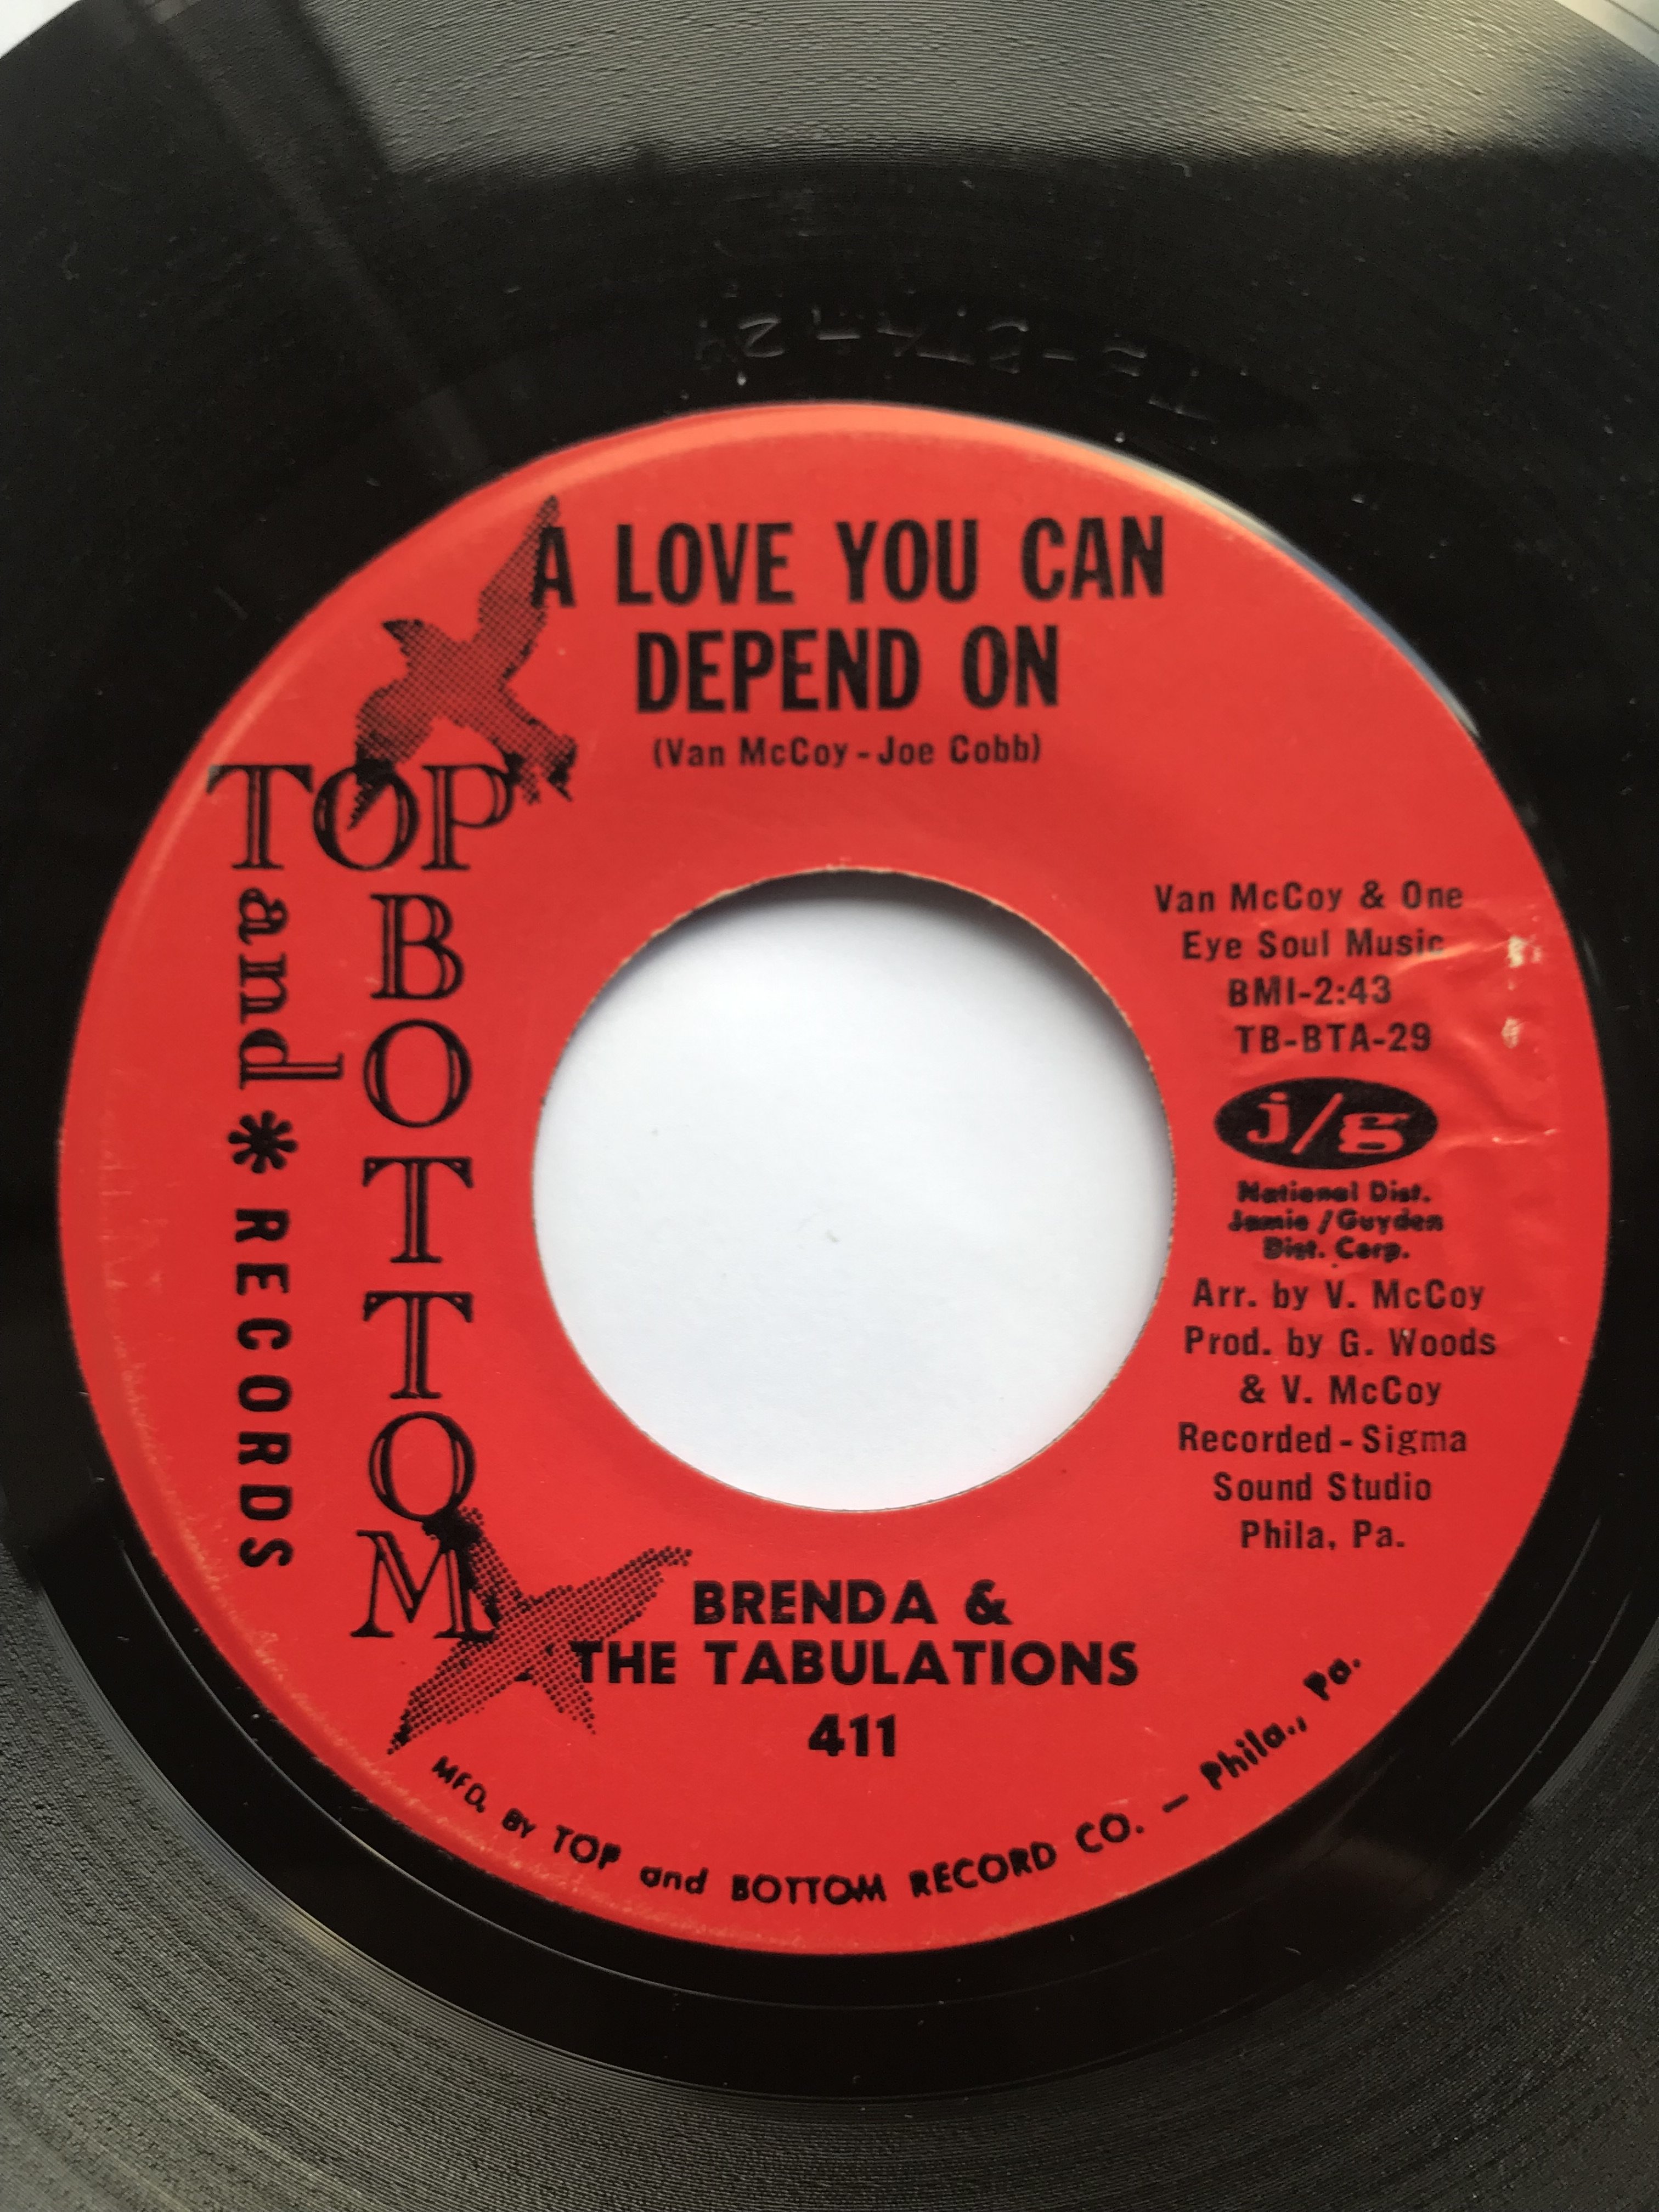 A LOVE YOU CAN
DEPEND ON
(Van McCoy - Joe Cobb)
TOP
and
BOTTOM
RECORDS
Van McCoy & One
Eye Soul Music
BMI-2:43
TB-BTA-29
j/g
National Dist.
Jamie / Guyden
Dist. Corp.
Arr. by V. McCoy
Prod. by G. Woods
& V. McCoy
Recorded - Sigma
Sound Studio
Phila, Pa.
BRENDA &
THE TABULATIONS
411
MFD. BY TOP and BOTTOM RECORD CO. — Phila., Pa.